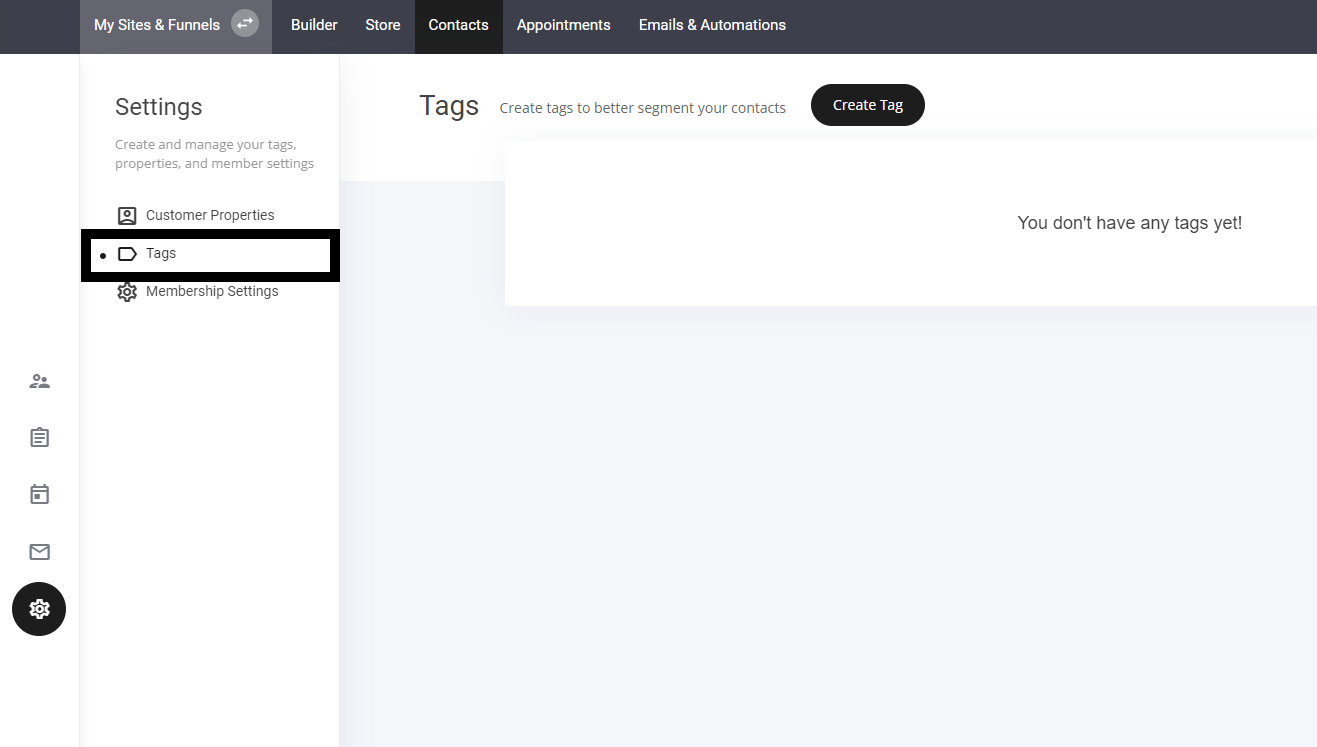 My Sites & Funnels
Builder
Store
Contacts
Appointments
Emails & Automations
Settings
Create and manage your tags,
properties, and member settings
Customer Properties
Tags
Membership Settings
Tags
Create tags to better segment your contacts
Create Tag
You don't have any tags yet!